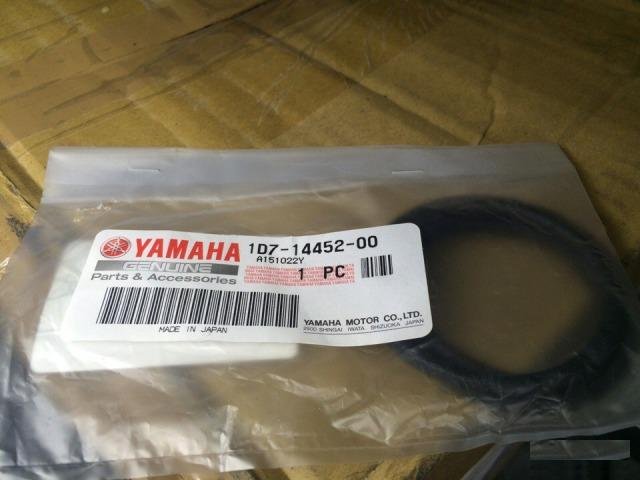 YAMAHA
GENUINE
Parts & Accessories
1D7-14452-00
A151022Y
1 PC
MADE IN JAPAN
YAMAHA MOTOR CO.,LTD.
2500 SHINGAI IWATA SHIZUOKA JAPAN